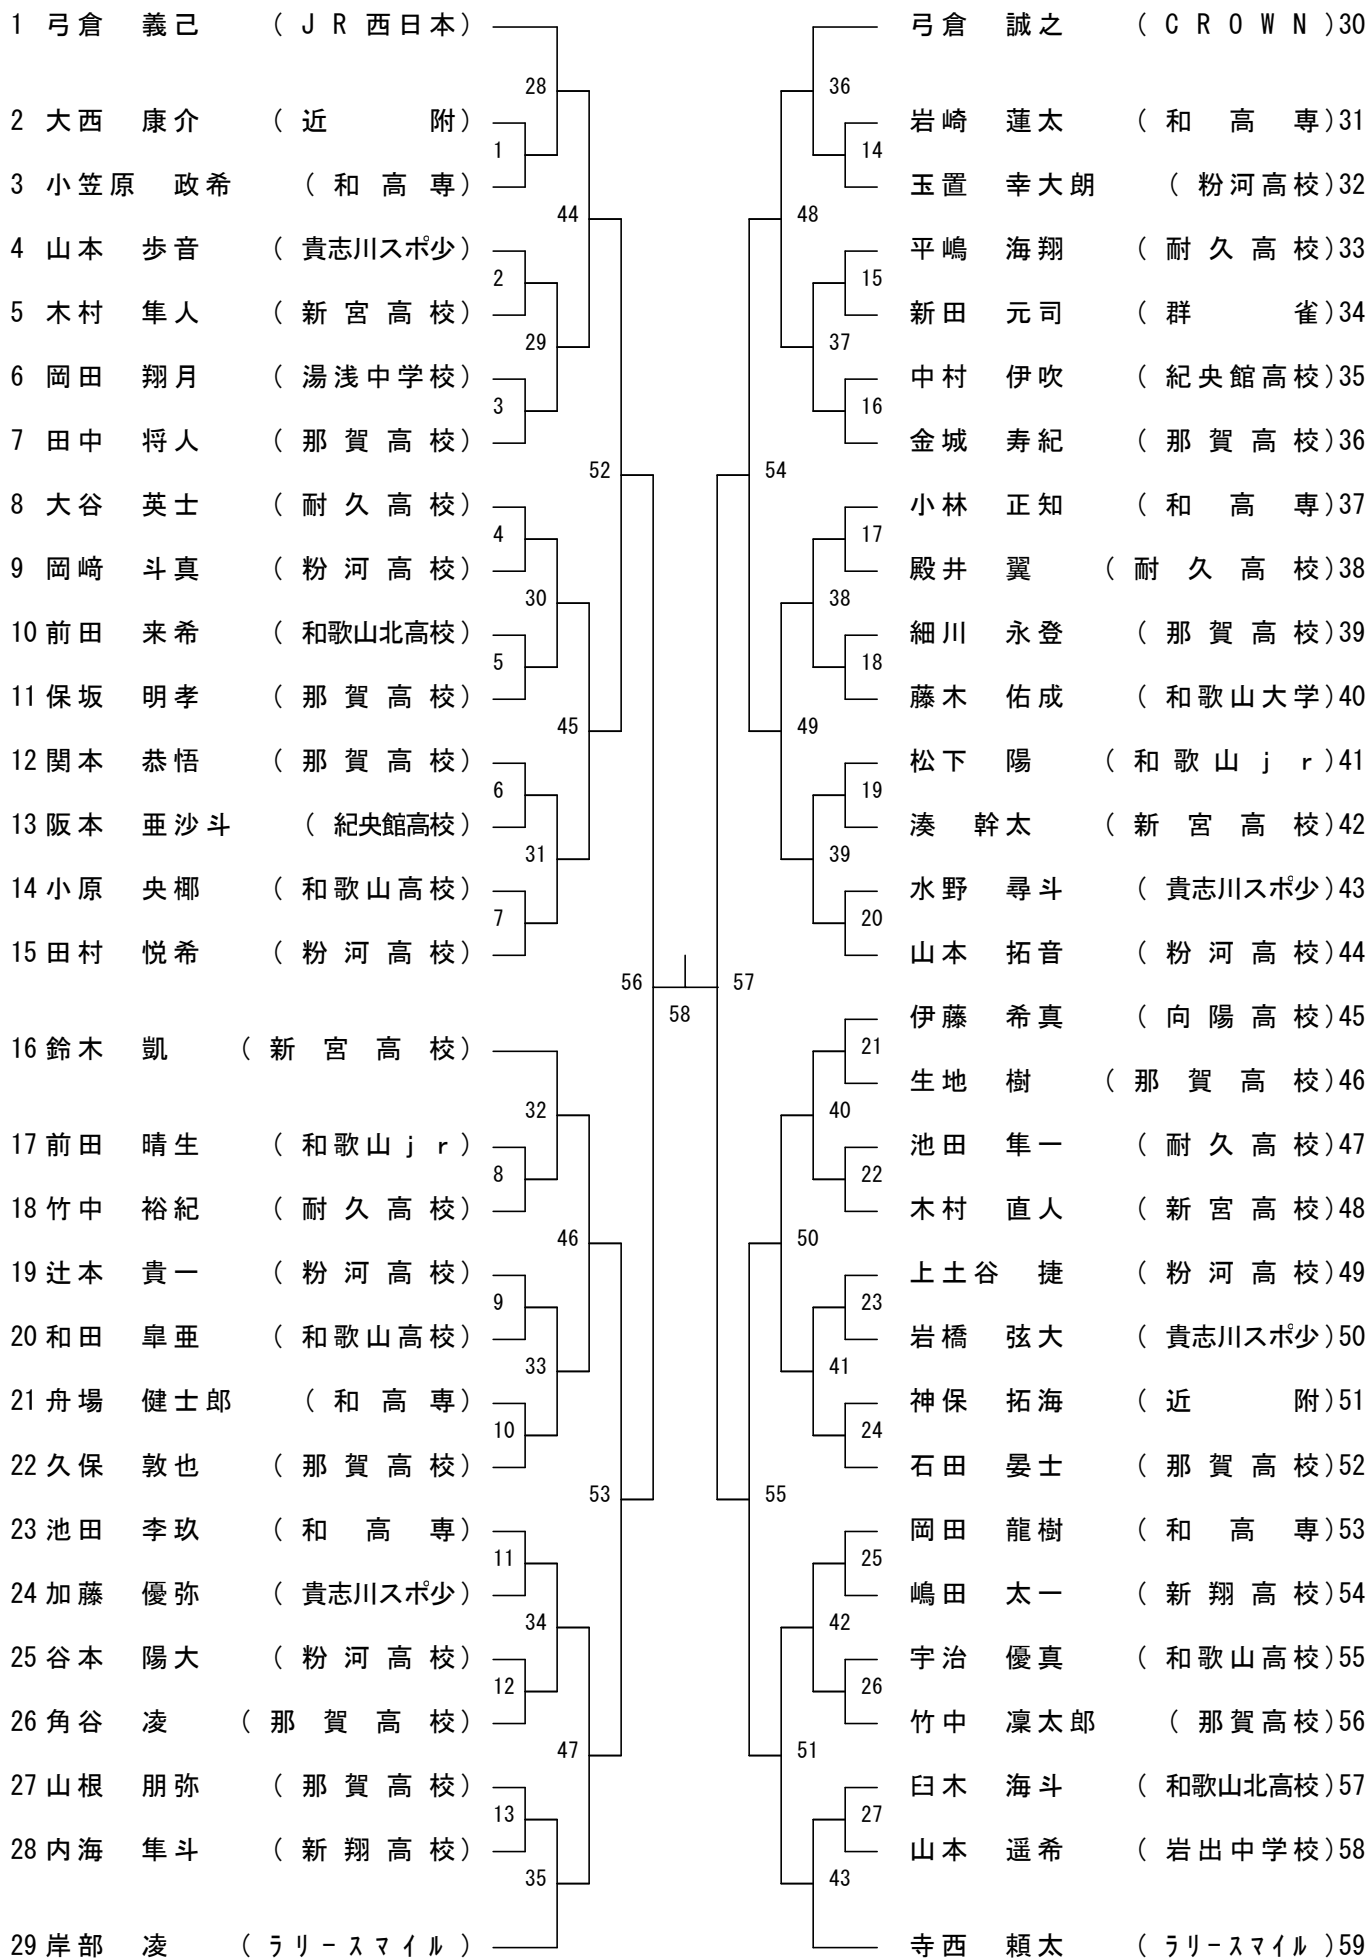 1 弓倉 義己 (JR西日本)
28
2 大西 康介 (近附)
1
3 小笠原 政希 (和高専)
44
4 山本 歩音 (貴志川スポ少)
2
5 木村 隼人 (新宮高校)
29
6 岡田 翔月 (湯浅中学校)
3
7 田中 将人 (那賀高校)
52
8 大谷 英士 (耐久高校)
4
9 岡﨑 斗真 (粉河高校)
30
10 前田 来希 (和歌山北高校)
5
11 保坂 明孝 (那賀高校)
45
12 関本 恭悟 (那賀高校)
6
13 阪本 亜沙斗 (紀央館高校)
31
14 小原 央椰 (和歌山高校)
7
15 田村 悦希 (粉河高校)
56
58
16 鈴木 凱 (新宮高校)
32
17 前田 晴生 (和歌山jr)
8
18 竹中 裕紀 (耐久高校)
46
19 辻本 貴一 (粉河高校)
9
20 和田 皐亜 (和歌山高校)
33
21 舟場 健士郎 (和高専)
10
22 久保 敦也 (那賀高校)
53
23 池田 李玖 (和高専)
11
24 加藤 優弥 (貴志川スポ少)
34
25 谷本 陽大 (粉河高校)
12
26 角谷 凌 (那賀高校)
47
27 山根 朋弥 (那賀高校)
13
28 内海 隼斗 (新翔高校)
35
29 岸部 凌 (ラリースマイル)
弓倉 誠之 (CROWN)30
36
岩崎 蓮太 (和高専)31
14
玉置 幸大朗 (粉河高校)32
48
平嶋 海翔 (耐久高校)33
15
新田 元司 (群雀)34
37
中村 伊吹 (紀央館高校)35
16
金城 寿紀 (那賀高校)36
54
小林 正知 (和高専)37
17
殿井 翼 (耐久高校)38
38
細川 永登 (那賀高校)39
18
藤木 佑成 (和歌山大学)40
49
松下 陽 (和歌山jr)41
19
湊 幹太 (新宮高校)42
39
水野 尋斗 (貴志川スポ少)43
20
山本 拓音 (粉河高校)44
57
伊藤 希真 (向陽高校)45
21
生地 樹 (那賀高校)46
40
池田 隼一 (耐久高校)47
22
木村 直人 (新宮高校)48
50
上土谷 捷 (粉河高校)49
23
岩橋 弦大 (貴志川スポ少)50
41
神保 拓海 (近附)51
24
石田 晏士 (那賀高校)52
55
岡田 龍樹 (和高専)53
25
嶋田 太一 (新翔高校)54
42
宇治 優真 (和歌山高校)55
26
竹中 凜太郎 (那賀高校)56
51
臼木 海斗 (和歌山北高校)57
27
山本 遥希 (岩出中学校)58
43
寺西 頼太 (ラリースマイル)59